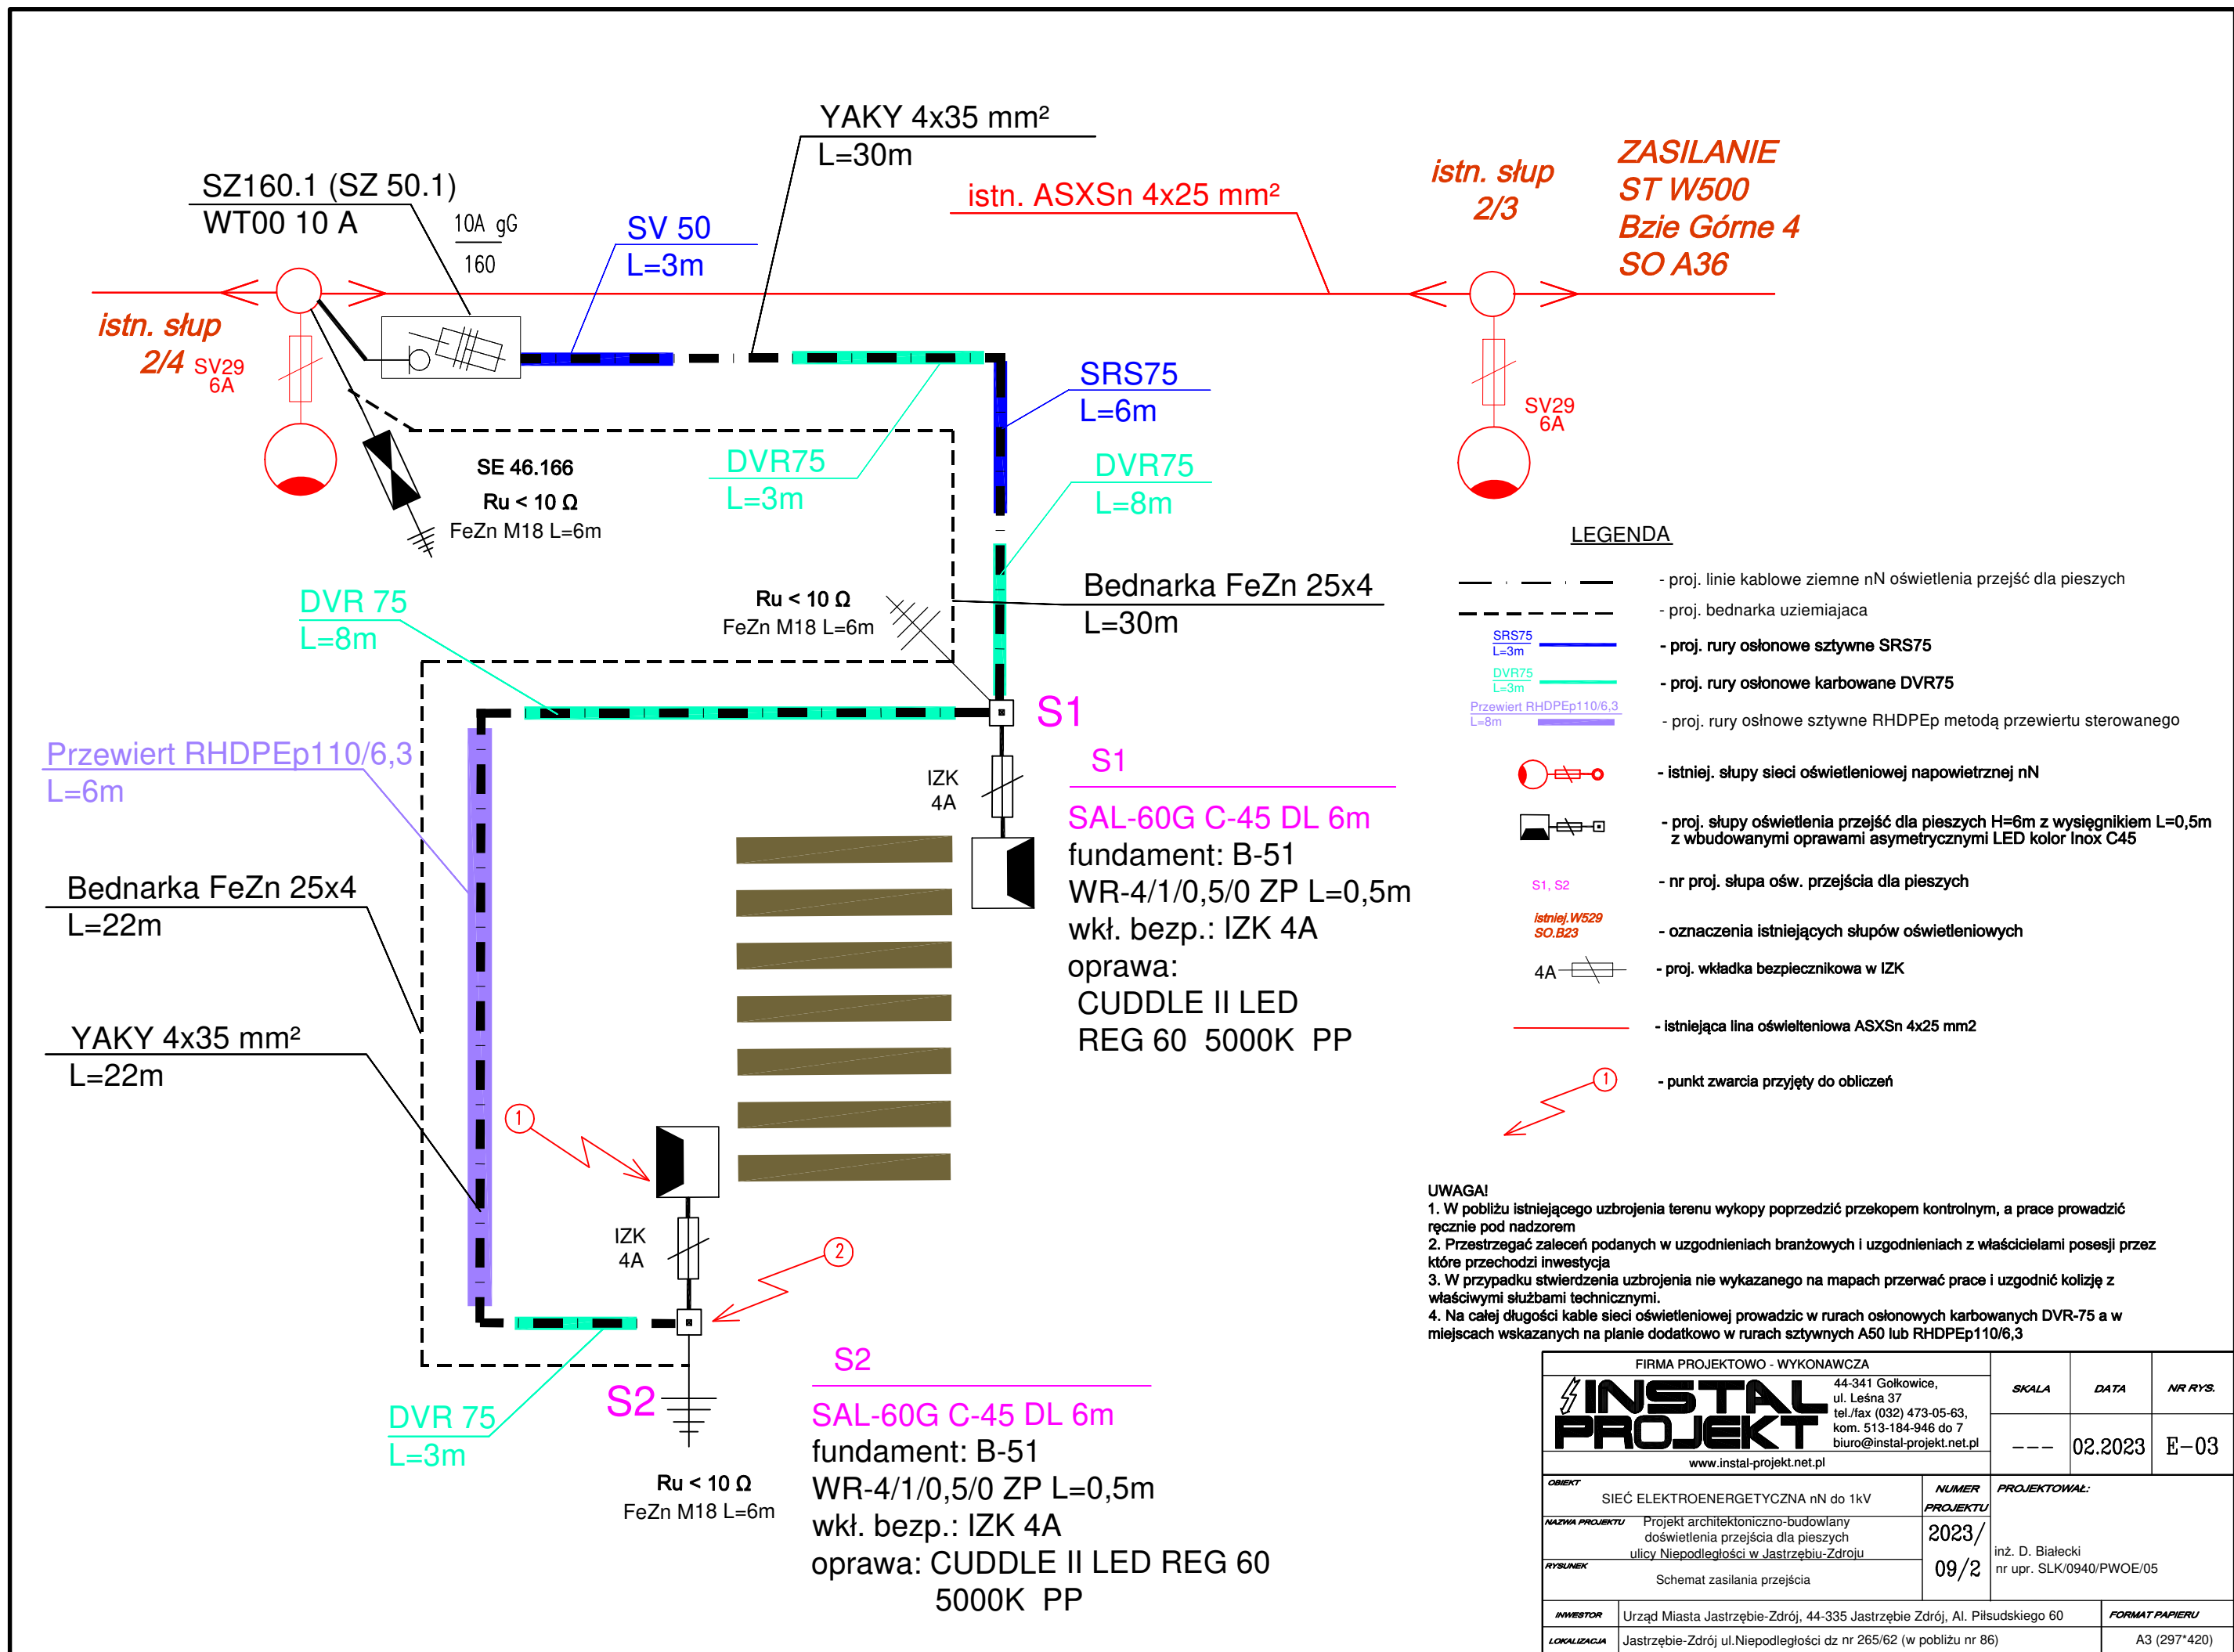 YAKY 4x35 mm²
L=30m
SZ160.1 (SZ 50.1)
WT00 10 A
10A gG
160
SV 50
L=3m
istn. ASXSn 4x25 mm²
istn. słup
2/3
ZASILANIE
ST W500
Bzie Górne 4
SO A36
istn. słup
2/4
SV29
6A
SRS75
L=6m
SV29
6A
SE 46.166
Ru < 10 Ω
FeZn M18 L=6m
DVR75
L=3m
DVR75
L=8m
DVR 75
L=8m
Ru < 10 Ω
FeZn M18 L=6m
Bednarka FeZn 25x4
L=30m
S1
Przewiert RHDPEp110/6,3
L=6m
IZK
4A
S1
SAL-60G C-45 DL 6m
fundament: B-51
WR-4/1/0,5/0 ZP L=0,5m
wkł. bezp.: IZK 4A
oprawa:
CUDDLE II LED
REG 60 5000K PP
Bednarka FeZn 25x4
L=22m
YAKY 4x35 mm²
L=22m
1
IZK
4A
2
S2
DVR 75
L=3m
Ru < 10 Ω
FeZn M18 L=6m
S2
SAL-60G C-45 DL 6m
fundament: B-51
WR-4/1/0,5/0 ZP L=0,5m
wkł. bezp.: IZK 4A
oprawa: CUDDLE II LED REG 60
5000K PP
LEGENDA
- proj. linie kablowe ziemne nN oświetlenia przejść dla pieszych
- proj. bednarka uziemiajaca
SRS75
L=3m
- proj. rury osłonowe sztywne SRS75
DVR75
L=3m
- proj. rury osłonowe karbowane DVR75
Przewiert RHDPEp110/6,3
L=8m
- proj. rury osłnowe sztywne RHDPEp metodą przewiertu sterowanego
- istniej. słupy sieci oświetleniowej napowietrznej nN
- proj. słupy oświetlenia przejść dla pieszych H=6m z wysięgnikiem L=0,5m
z wbudowanymi oprawami asymetrycznymi LED kolor Inox C45
S1, S2
- nr proj. słupa ośw. przejścia dla pieszych
istniej.W529
SO.B23
- oznaczenia istniejących słupów oświetleniowych
4A
- proj. wkładka bezpiecznikowa w IZK
- istniejąca lina oświelteniowa ASXSn 4x25 mm2
1
- punkt zwarcia przyjęty do obliczeń
UWAGA!
1. W pobliżu istniejącego uzbrojenia terenu wykopy poprzedzić przekopem kontrolnym, a prace prowadzić
ręcznie pod nadzorem
2. Przestrzegać zaleceń podanych w uzgodnieniach branżowych i uzgodnieniach z właścicielami posesji przez
które przechodzi inwestycja
3. W przypadku stwierdzenia uzbrojenia nie wykazanego na mapach przerwać prace i uzgodnić kolizję z
właściwymi służbami technicznymi.
4. Na całej długości kable sieci oświetleniowej prowadzic w rurach osłonowych karbowanych DVR-75 a w
miejscach wskazanych na planie dodatkowo w rurach sztywnych A50 lub RHDPEp110/6,3
FIRMA PROJEKTOWO - WYKONAWCZA
INSTAL
PROJEKT
44-341 Gołkowice,
ul. Leśna 37
tel./fax (032) 473-05-63,
kom. 513-184-946 do 7
biuro@instal-projekt.net.pl
www.instal-projekt.net.pl
SKALA
DATA
NR RYS.
---
02.2023
E-03
OBIEKT
SIEĆ ELEKTROENERGETYCZNA nN do 1kV
NUMER
PROJEKTU
PROJEKTOWAŁ:
NAZWA PROJEKTU
Projekt architektoniczno-budowlany
doświetlenia przejścia dla pieszych
ulicy Niepodległości w Jastrzębiu-Zdroju
2023/
09/2
inż. D. Białecki
nr upr. SLK/0940/PWOE/05
RYSUNEK
Schemat zasilania przejścia
INWESTOR
Urząd Miasta Jastrzębie-Zdrój, 44-335 Jastrzębie Zdrój, Al. Piłsudskiego 60
FORMAT PAPIERU
LOKALIZACJA
Jastrzębie-Zdrój ul.Niepodległości dz nr 265/62 (w pobliżu nr 86)
A3 (297*420)